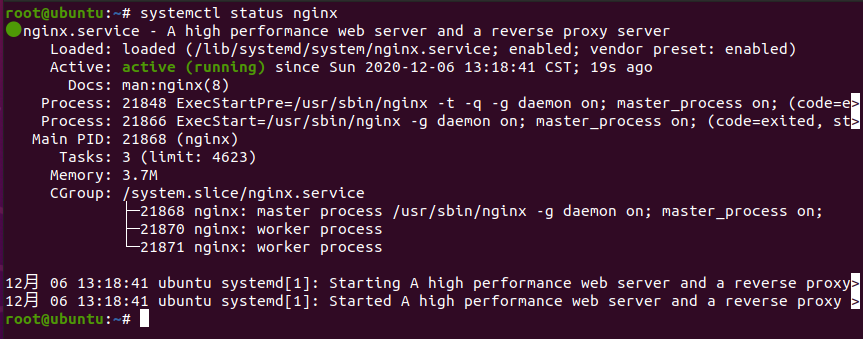 root@ubuntu:~# systemctl status nginx
●nginx.service - A high performance web server and a reverse proxy server
     Loaded: loaded (/lib/systemd/system/nginx.service; enabled; vendor preset: enabled)
     Active: active (running) since Sun 2020-12-06 13:18:41 CST; 19s ago
       Docs: man:nginx(8)
    Process: 21848 ExecStartPre=/usr/sbin/nginx -t -q -g daemon on; master_process on; (code=e>
    Process: 21866 ExecStart=/usr/sbin/nginx -g daemon on; master_process on; (code=exited, st>
   Main PID: 21868 (nginx)
      Tasks: 3 (limit: 4623)
     Memory: 3.7M
     CGroup: /system.slice/nginx.service
             ├─21868 nginx: master process /usr/sbin/nginx -g daemon on; master_process on;
             ├─21870 nginx: worker process
             └─21871 nginx: worker process
12月 06 13:18:41 ubuntu systemd[1]: Starting A high performance web server and a reverse proxy>
12月 06 13:18:41 ubuntu systemd[1]: Started A high performance web server and a reverse proxy >
root@ubuntu:~#